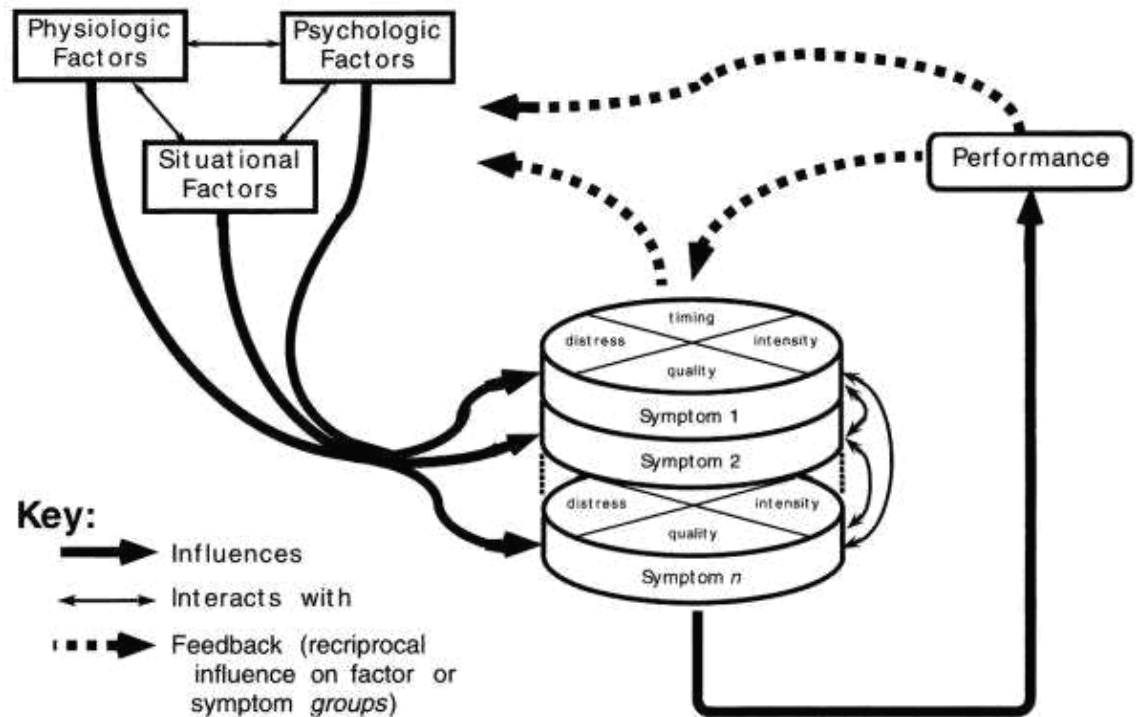 Physiologic
Factors
Psychologic
Factors
Situational
Factors
Performance
timing
distress
intensity
quality
Symptom 1
Symptom 2
distress
intensity
quality
Symptom n
Key:
Influences
Interacts with
Feedback (recriprocal
influence on factor or
symptom groups)